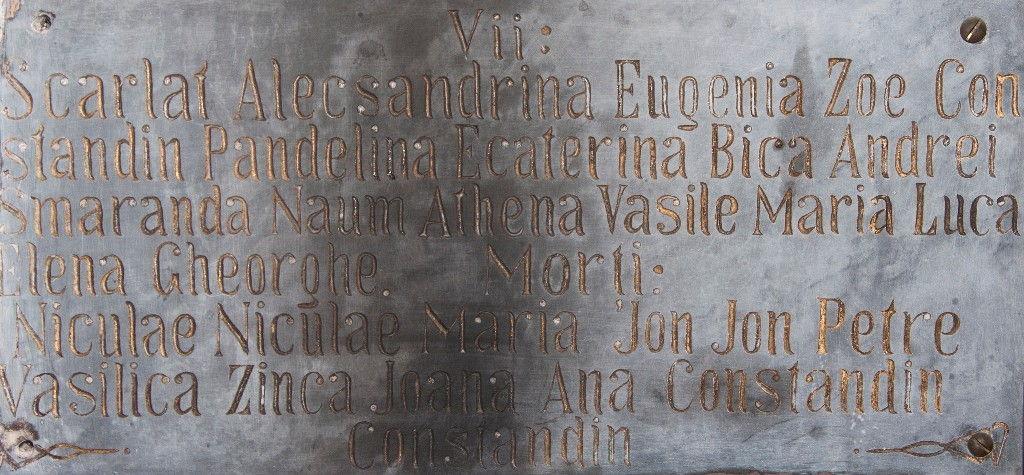 Vii:
Scarlat Alecsandrina Eugenia Zoe Con
standin Pandelina Ecaterina Bica Andrei
Smaranda Naum Athena Vasile Maria Luca
Elena Gheorghe. Morti:
Niculae Niculae Maria 'Jon Jon Petre
Vasilica Zinca Joana Ana Constandin
Constandin